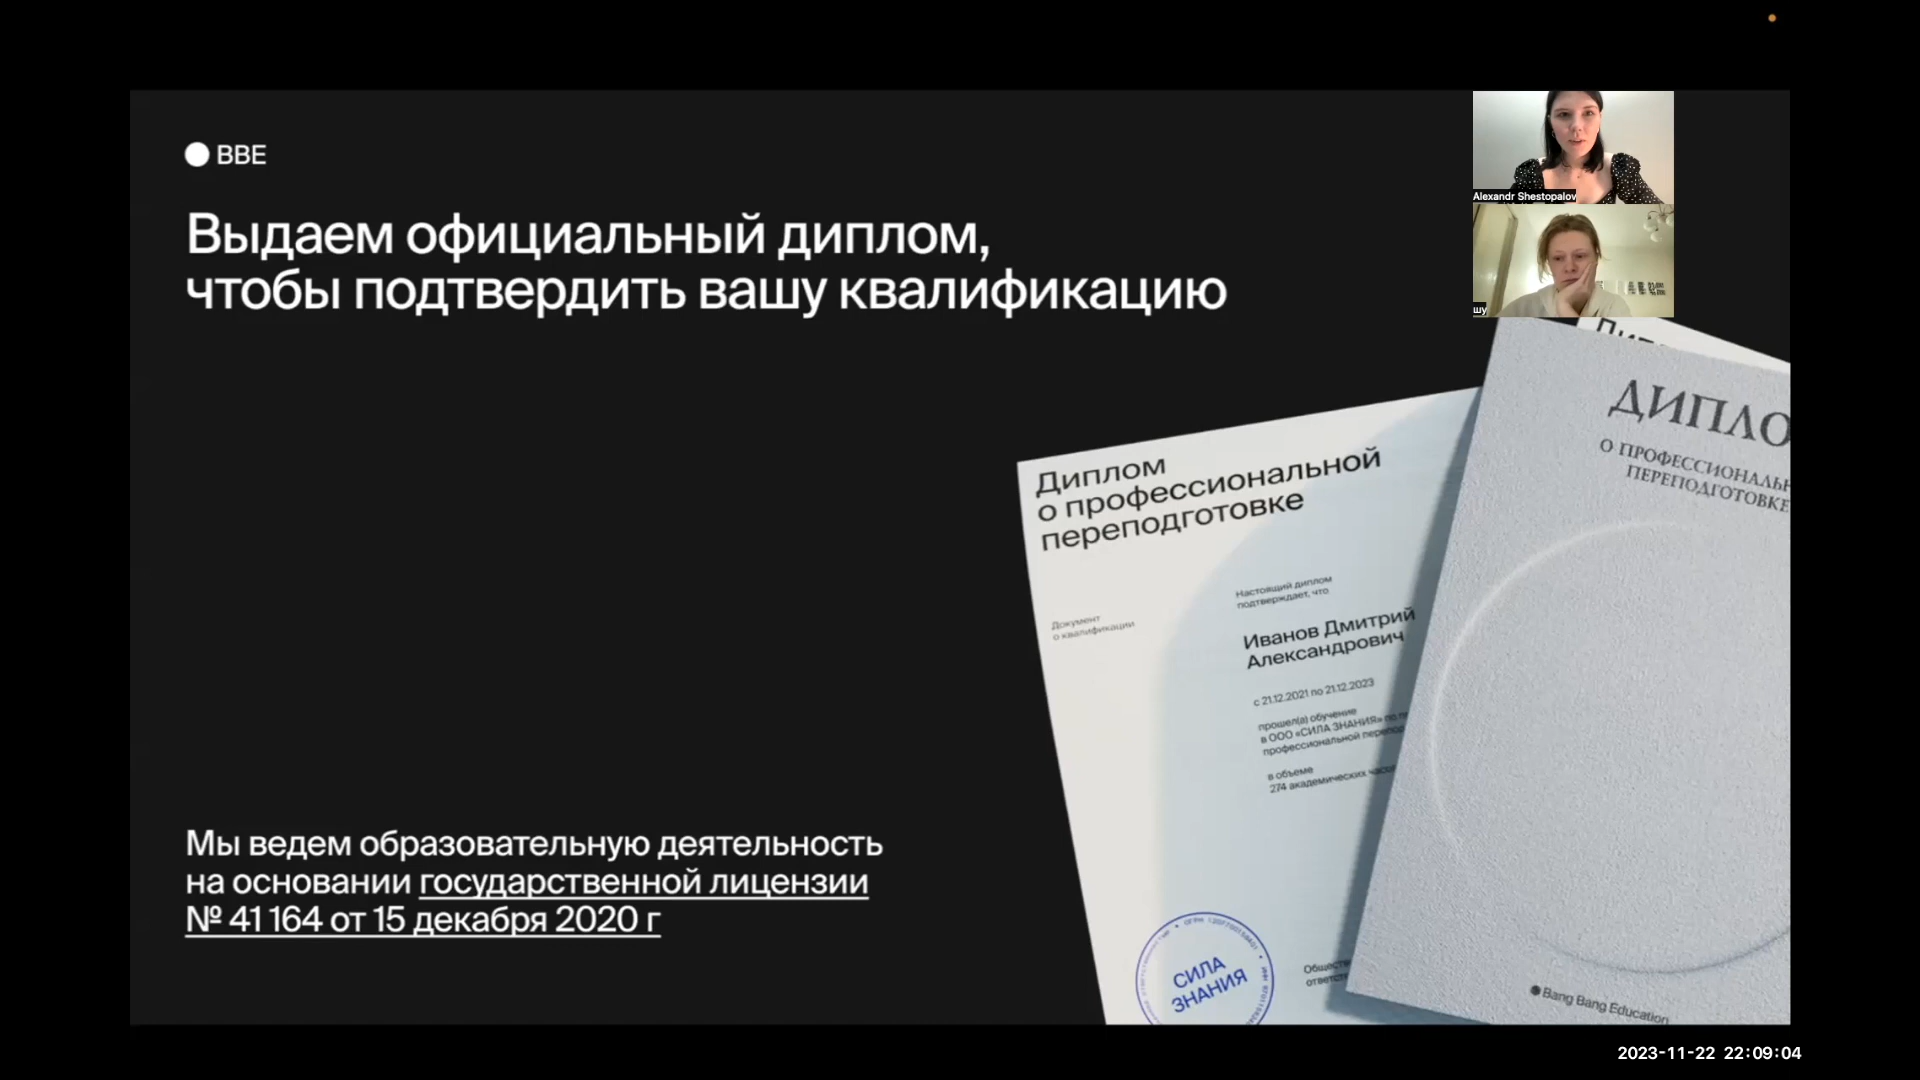 BBE
Выдаем официальный диплом,
чтобы подтвердить вашу квалификацию
Alexandr Shestopalov
шу
ДИПЛО
О ПРОФЕССИОНАЛЬН
ПЕРЕПОДГОТОВКЕ
Диплом
о профессиональной
переподготовке
Настоящий диплом
подтверждает, что
Документ
о квалификации
Иванов Дмитрий
Александрович
с 21.12.2021 по 21.12.2023
прошел(а) обучение
в ООО «СИЛА ЗНАНИЯ» по
профессиональной
в объеме
274 академических
Мы ведем образовательную деятельность
на основании государственной лицензии
№ 41 164 от 15 декабря 2020 г
СИЛА
ЗНАНИЯ
Bang Bang Education
2023-11-22 22:09:04